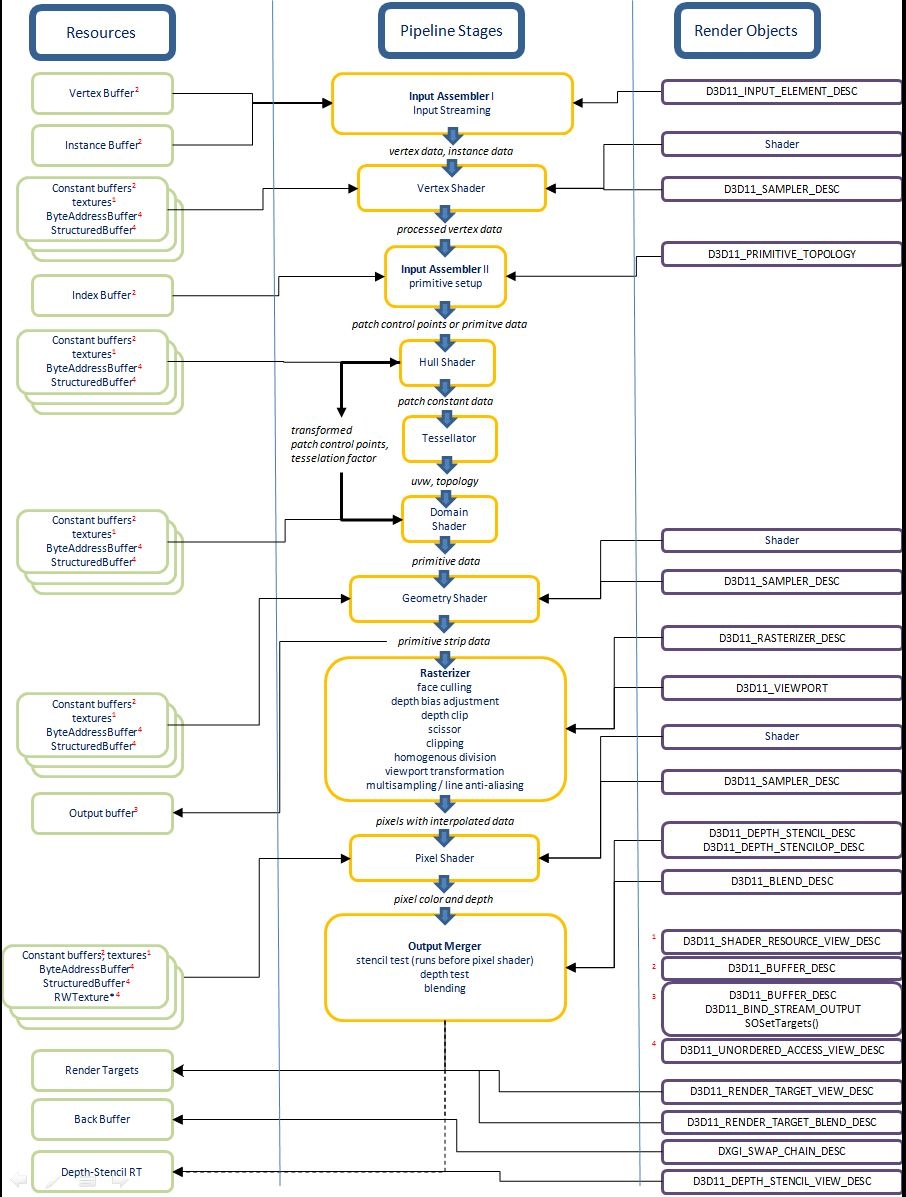 Resources
Pipeline Stages
Render Objects
Vertex Buffer²
Instance Buffer²
Constant buffers²
textures¹
ByteAddressBuffer⁴
StructuredBuffer⁴
Index Buffer²
Constant buffers²
textures¹
ByteAddressBuffer⁴
StructuredBuffer⁴
Constant buffers²
textures¹
ByteAddressBuffer⁴
StructuredBuffer⁴
Constant buffers²
textures¹
ByteAddressBuffer⁴
StructuredBuffer⁴
Output buffer³
Constant buffers², textures¹
ByteAddressBuffer⁴
StructuredBuffer⁴
RWTexture*⁴
Render Targets
Back Buffer
Depth-Stencil RT
Input Assembler I
Input Streaming
vertex data, instance data
Vertex Shader
processed vertex data
Input Assembler II
primitive setup
patch control points or primitve data
Hull Shader
patch constant data
transformed
patch control points,
tesselation factor
Tessellator
uvw, topology
Domain
Shader
primitive data
Geometry Shader
primitive strip data
Rasterizer
face culling
depth bias adjustment
depth clip
scissor
clipping
homogenous division
viewport transformation
multisampling / line anti-aliasing
pixels with interpolated data
Pixel Shader
pixel color and depth
Output Merger
stencil test (runs before pixel shader)
depth test
blending
D3D11_INPUT_ELEMENT_DESC
Shader
D3D11_SAMPLER_DESC
D3D11_PRIMITIVE_TOPOLOGY
Shader
D3D11_SAMPLER_DESC
D3D11_RASTERIZER_DESC
D3D11_VIEWPORT
Shader
D3D11_SAMPLER_DESC
D3D11_DEPTH_STENCIL_DESC
D3D11_DEPTH_STENCILOP_DESC
D3D11_BLEND_DESC
¹ D3D11_SHADER_RESOURCE_VIEW_DESC
² D3D11_BUFFER_DESC
³ D3D11_BUFFER_DESC
D3D11_BIND_STREAM_OUTPUT
SOSetTargets()
⁴ D3D11_UNORDERED_ACCESS_VIEW_DESC
D3D11_RENDER_TARGET_VIEW_DESC
D3D11_RENDER_TARGET_BLEND_DESC
DXGI_SWAP_CHAIN_DESC
D3D11_DEPTH_STENCIL_VIEW_DESC